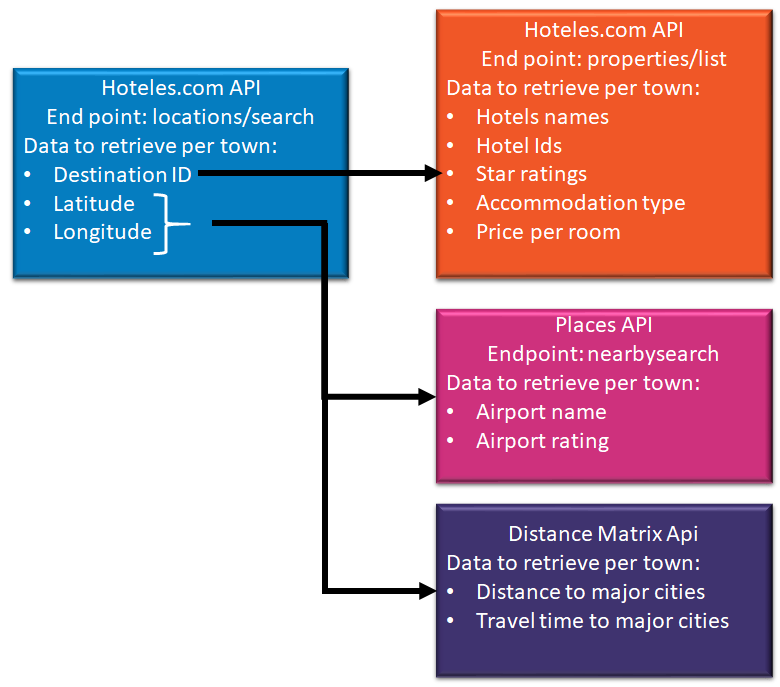 Hoteles.com API
End point: locations/search
Data to retrieve per town:
• Destination ID
• Latitude
• Longitude
Hoteles.com API
End point: properties/list
Data to retrieve per town:
• Hotels names
• Hotel Ids
• Star ratings
• Accommodation type
• Price per room
Places API
Endpoint: nearbysearch
Data to retrieve per town:
• Airport name
• Airport rating
Distance Matrix Api
Data to retrieve per town:
• Distance to major cities
• Travel time to major cities